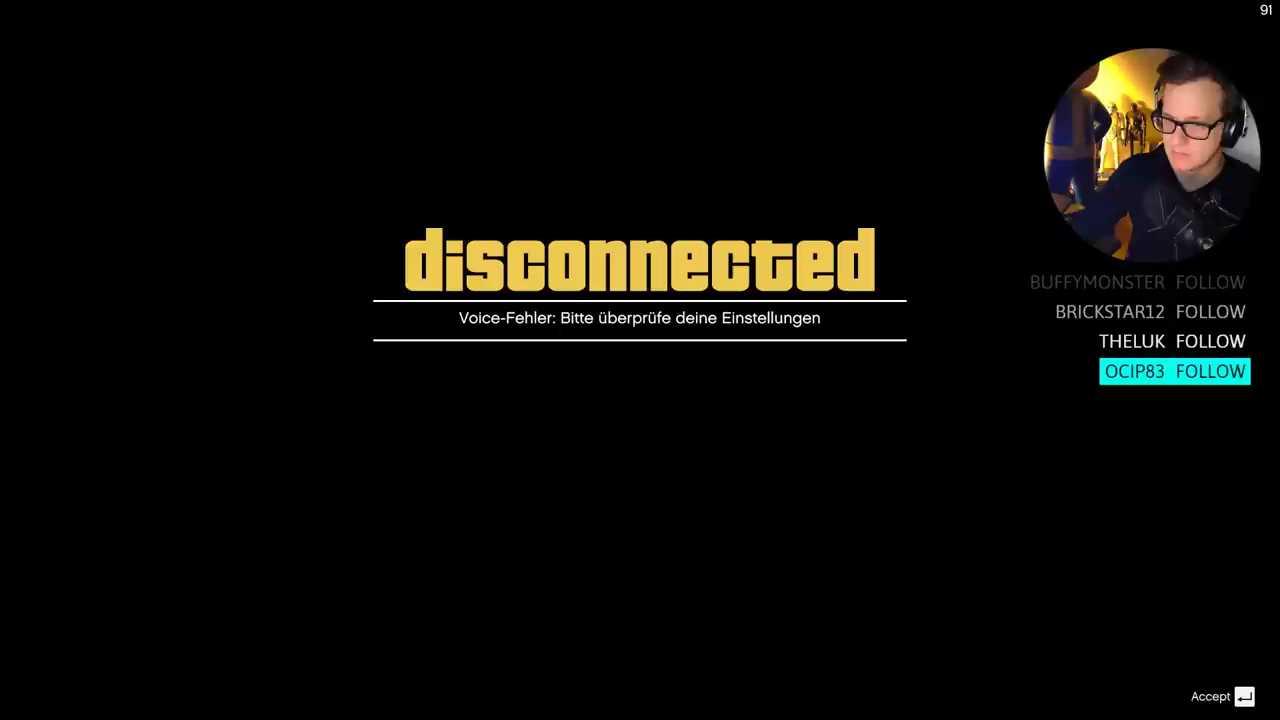 91
disconnected
Voice-Fehler: Bitte überprüfe deine Einstellungen
BUFFYMONSTER FOLLOW
BRICKSTAR12 FOLLOW
THELUK FOLLOW
OCIP83 FOLLOW
Accept